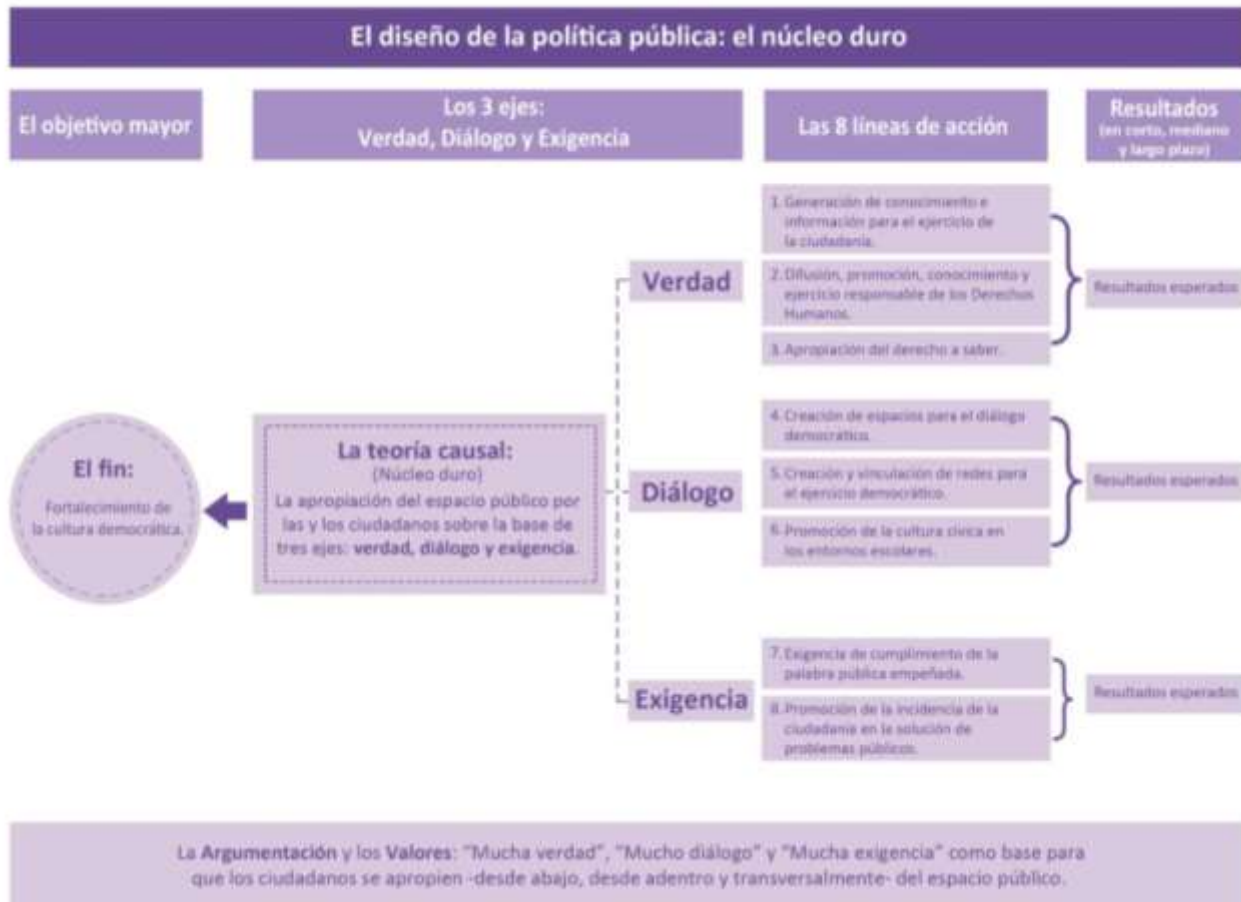 El diseño de la política pública: el núcleo duro
El objetivo mayor
Los 3 ejes:
Verdad, Diálogo y Exigencia
Las 8 líneas de acción
Resultados
(en corto, mediano
y largo plazo)
El fin:
Fortalecimiento de
la cultura democrática.
La teoría causal:
(Núcleo duro)
La apropiación del espacio público por
las y los ciudadanos sobre la base de
tres ejes: verdad, diálogo y exigencia.
Verdad
1. Generación de conocimiento e
información para el ejercicio de
la ciudadanía.
2. Difusión, promoción, conocimiento y
ejercicio responsable de los Derechos
Humanos.
3. Apropiación del derecho a saber.
Resultados esperados
Diálogo
4. Creación de espacios para el diálogo
democrático.
5. Creación y vinculación de redes para
el ejercicio democrático.
6. Promoción de la cultura cívica en
los entornos escolares.
Resultados esperados
Exigencia
7. Exigencia de cumplimiento de la
palabra pública empeñada.
8. Promoción de la incidencia de la
ciudadanía en la solución de
problemas públicos.
Resultados esperados
La Argumentación y los Valores: "Mucha verdad", "Mucho diálogo" y "Mucha exigencia" como base para
que los ciudadanos se apropien -desde abajo, desde adentro y transversalmente- del espacio público.